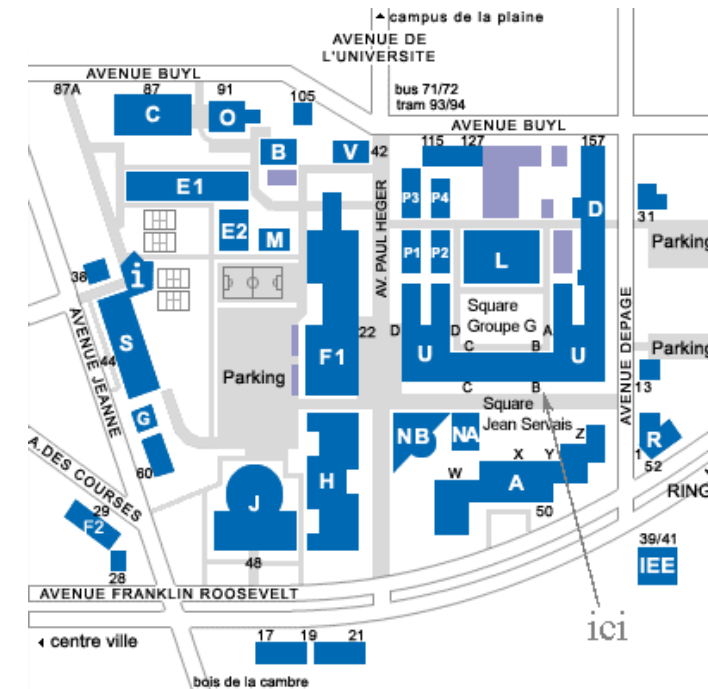 campus de la plaine
AVENUE DE
L'UNIVERSITE
AVENUE BUYL
87A
87
91
105
bus 71/72
tram 93/94
AVENUE BUYL
115
127
157
C
O
B
V
42
E1
E2
M
P3
P4
D
31
Parking
P1
P2
L
AV. PAUL HEGER
38
i
Square
Groupe G
S
44
AVENUE JEANNE
Parking
F1
22
D
D
A
C
B
U
U
C
B
AVENUE DEPAGE
Parking
13
G
60
Square
Jean Servais
NB
NA
Z
X
Y
W
A
50
R
1
52
RING
A.DES COURSES
29
F2
28
J
H
48
39/41
IEE
AVENUE FRANKLIN ROOSEVELT
ici
centre ville
17
19
21
bois de la cambre